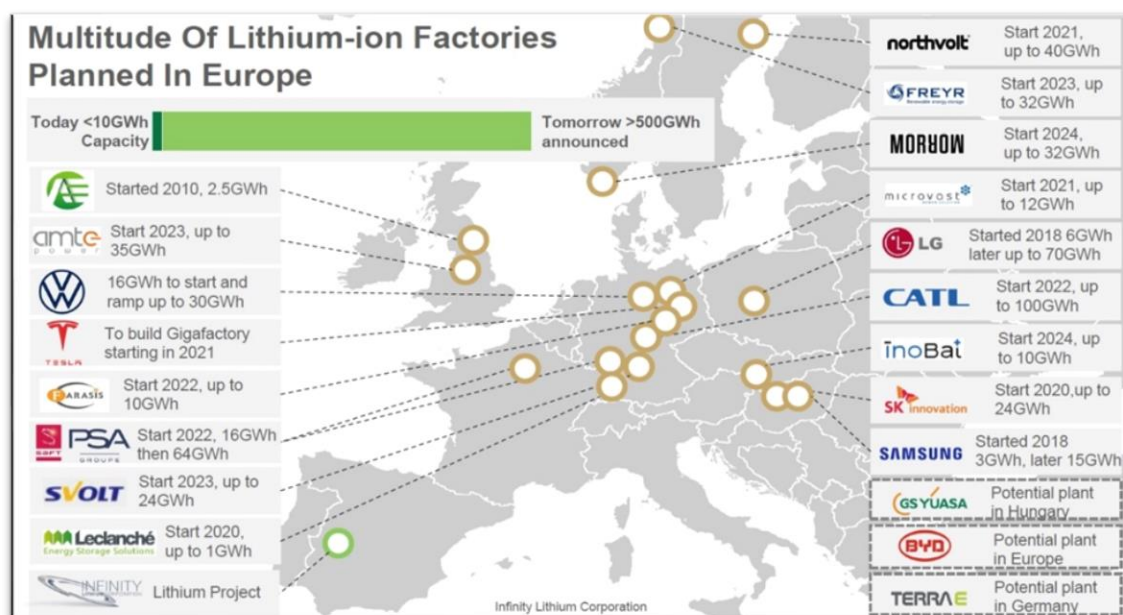 Multitude Of Lithium-ion Factories
Planned In Europe
Today <10GWh
Capacity
Tomorrow >500GWh
announced
Started 2010, 2.5GWh
amte
power
Start 2023, up to
35GWh
16GWh to start and
ramp up to 30GWh
TESLA
To build Gigafactory
starting in 2021
FARASIS
Start 2022, up to
10GWh
SAFT
PSA
GROUPE
Start 2022, 16GWh
then 64GWh
SVOLT
Start 2023, up to
24GWh
Leclanché
Energy Storage Solutions
Start 2020,
up to 1GWh
INFINITY
Lithium Project
northvolt
Start 2021,
up to 40GWh
FREYR
Renewable energy storage
Start 2023, up to
32GWh
MORROW
Start 2024,
up to 32GWh
microvast
Start 2021, up
to 12GWh
LG
Started 2018 6GWh
later up to 70GWh
CATL
Start 2022, up to
100GWh
InoBat
Start 2024, up
to 10GWh
SK innovation
Start 2020,up to
24GWh
SAMSUNG
Started 2018
3GWh, later 15GWh
GS YUASA
Potential plant
in Hungary
BYD
Potential plant
in Europe
TERRA E
Potential plant
in Germany
Infinity Lithium Corporation